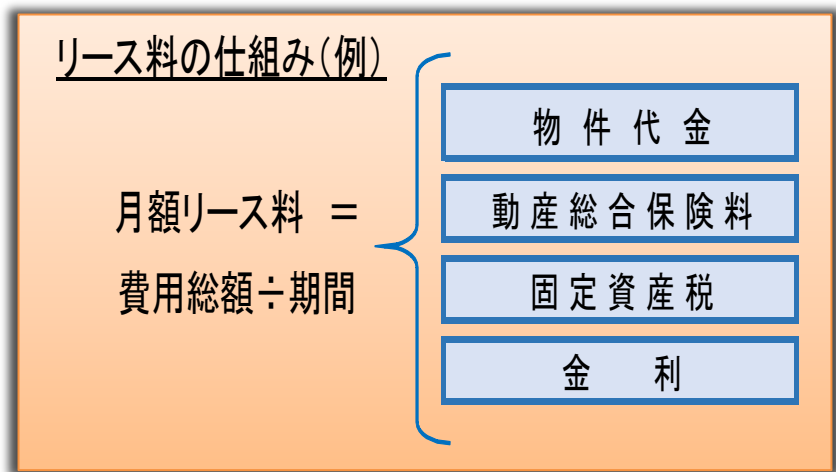 リース料の仕組み（例）
月額リース料 ＝
費用総額÷期間
物件代金
動産総合保険料
固定資産税
金利